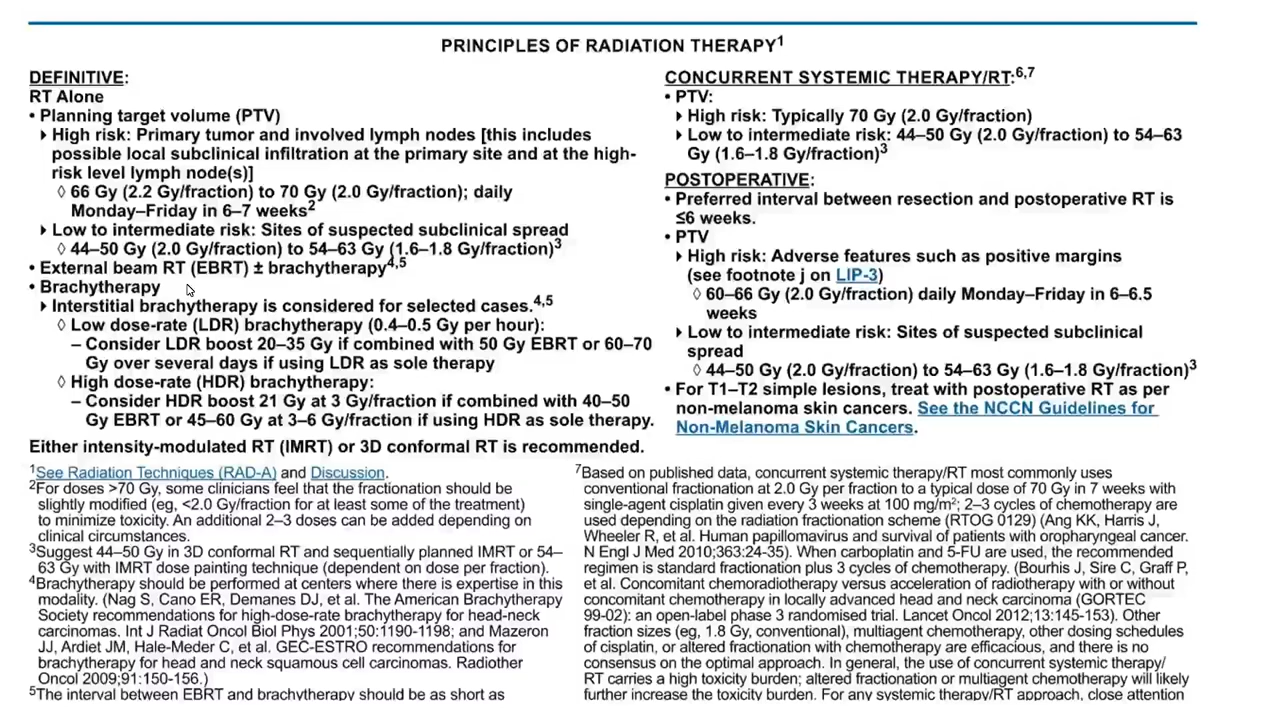 PRINCIPLES OF RADIATION THERAPY1
DEFINITIVE:
RT Alone
• Planning target volume (PTV)
▸ High risk: Primary tumor and involved lymph nodes [this includes
possible local subclinical infiltration at the primary site and at the high-
risk level lymph node(s)]
◊ 66 Gy (2.2 Gy/fraction) to 70 Gy (2.0 Gy/fraction); daily
Monday–Friday in 6–7 weeks2
▸ Low to intermediate risk: Sites of suspected subclinical spread
◊ 44–50 Gy (2.0 Gy/fraction) to 54–63 Gy (1.6–1.8 Gy/fraction)3
• External beam RT (EBRT) ± brachytherapy4,5
• Brachytherapy
▸ Interstitial brachytherapy is considered for selected cases.4,5
◊ Low dose-rate (LDR) brachytherapy (0.4–0.5 Gy per hour):
– Consider LDR boost 20–35 Gy if combined with 50 Gy EBRT or 60–70
Gy over several days if using LDR as sole therapy
◊ High dose-rate (HDR) brachytherapy:
– Consider HDR boost 21 Gy at 3 Gy/fraction if combined with 40–50
Gy EBRT or 45–60 Gy at 3–6 Gy/fraction if using HDR as sole therapy.
Either intensity-modulated RT (IMRT) or 3D conformal RT is recommended.
CONCURRENT SYSTEMIC THERAPY/RT:6,7
• PTV:
▸ High risk: Typically 70 Gy (2.0 Gy/fraction)
▸ Low to intermediate risk: 44–50 Gy (2.0 Gy/fraction) to 54–63
Gy (1.6–1.8 Gy/fraction)3
POSTOPERATIVE:
• Preferred interval between resection and postoperative RT is
≤6 weeks.
• PTV
▸ High risk: Adverse features such as positive margins
(see footnote j on LIP-3)
◊ 60–66 Gy (2.0 Gy/fraction) daily Monday–Friday in 6–6.5
weeks
▸ Low to intermediate risk: Sites of suspected subclinical
spread
◊ 44–50 Gy (2.0 Gy/fraction) to 54–63 Gy (1.6–1.8 Gy/fraction)3
• For T1–T2 simple lesions, treat with postoperative RT as per
non-melanoma skin cancers. See the NCCN Guidelines for
Non-Melanoma Skin Cancers.
1See Radiation Techniques (RAD-A) and Discussion.
2For doses >70 Gy, some clinicians feel that the fractionation should be
slightly modified (eg, <2.0 Gy/fraction for at least some of the treatment)
to minimize toxicity. An additional 2–3 doses can be added depending on
clinical circumstances.
3Suggest 44–50 Gy in 3D conformal RT and sequentially planned IMRT or 54–
63 Gy with IMRT dose painting technique (dependent on dose per fraction).
4Brachytherapy should be performed at centers where there is expertise in this
modality. (Nag S, Cano ER, Demanes DJ, et al. The American Brachytherapy
Society recommendations for high-dose-rate brachytherapy for head-neck
carcinomas. Int J Radiat Oncol Biol Phys 2001;50:1190-1198; and Mazeron
JJ, Ardiet JM, Hale-Meder C, et al. GEC-ESTRO recommendations for
brachytherapy for head and neck squamous cell carcinomas. Radiother
Oncol 2009;91:150-156.)
5The interval between EBRT and brachytherapy should be as short as
7Based on published data, concurrent systemic therapy/RT most commonly uses
conventional fractionation at 2.0 Gy per fraction to a typical dose of 70 Gy in 7 weeks with
single-agent cisplatin given every 3 weeks at 100 mg/m2; 2–3 cycles of chemotherapy are
used depending on the radiation fractionation scheme (RTOG 0129) (Ang KK, Harris J,
Wheeler R, et al. Human papillomavirus and survival of patients with oropharyngeal cancer.
N Engl J Med 2010;363:24-35). When carboplatin and 5-FU are used, the recommended
regimen is standard fractionation plus 3 cycles of chemotherapy. (Bourhis J, Sire C, Graff P,
et al. Concomitant chemoradiotherapy versus acceleration of radiotherapy with or without
concomitant chemotherapy in locally advanced head and neck carcinoma (GORTEC
99-02): an open-label phase 3 randomised trial. Lancet Oncol 2012;13:145-153). Other
fraction sizes (eg, 1.8 Gy, conventional), multiagent chemotherapy, other dosing schedules
of cisplatin, or altered fractionation with chemotherapy are efficacious, and there is no
consensus on the optimal approach. In general, the use of concurrent systemic therapy/
RT carries a high toxicity burden; altered fractionation or multiagent chemotherapy will likely
further increase the toxicity burden. For any systemic therapy/RT approach, close attention